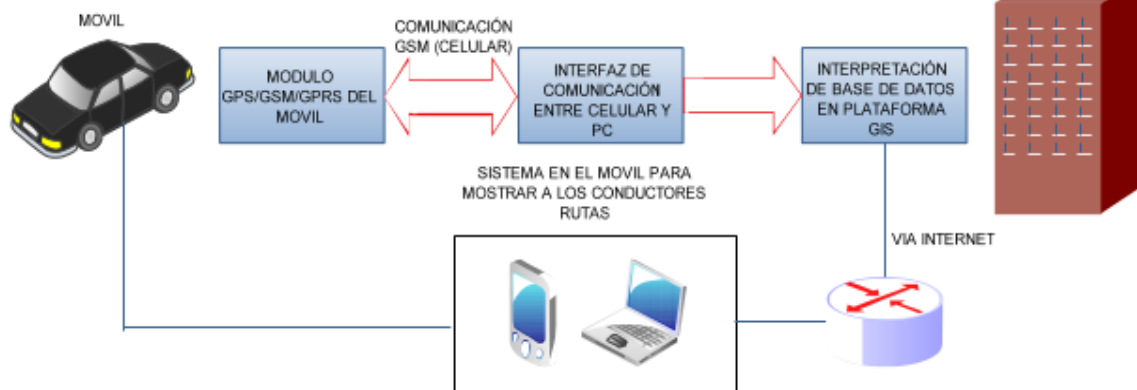 MOVIL
COMUNICACIÓN
GSM (CELULAR)
MODULO
GPS/GSM/GPRS DEL
MOVIL
INTERFAZ DE
COMUNICACIÓN
ENTRE CELULAR Y
PC
INTERPRETACIÓN
DE BASE DE DATOS
EN PLATAFORMA
GIS
SISTEMA EN EL MOVIL PARA
MOSTRAR A LOS CONDUCTORES
RUTAS
VIA INTERNET